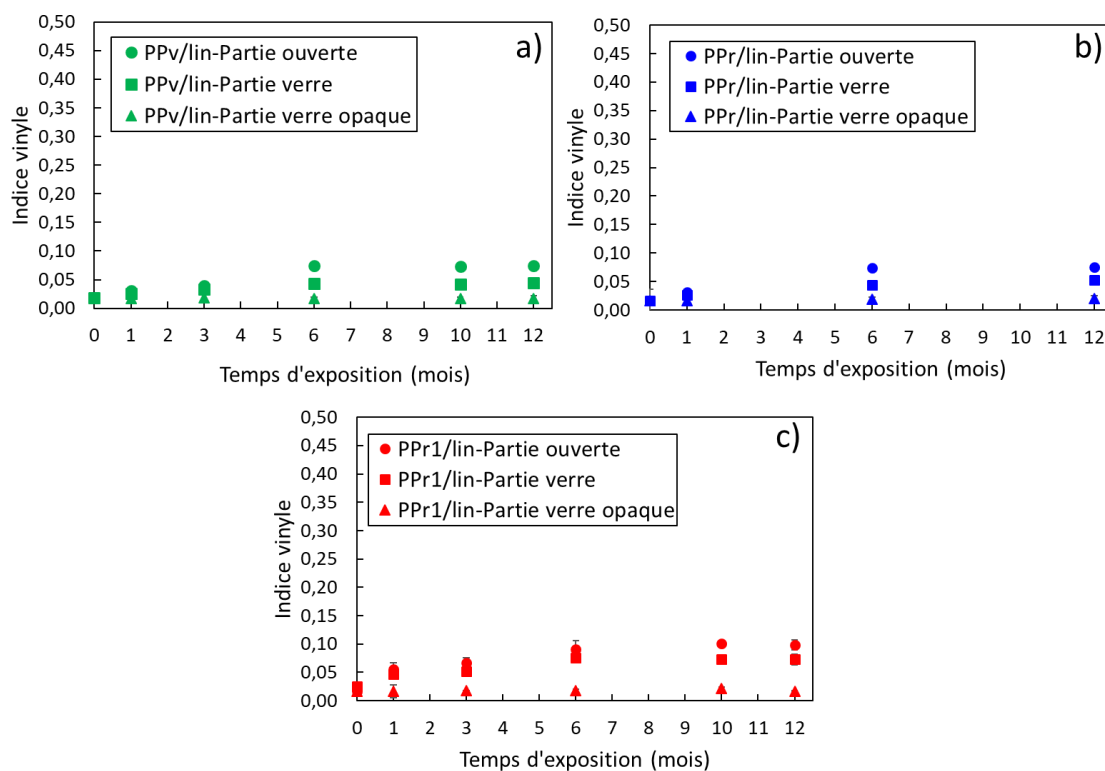 0,50
0,45
0,40
0,35
0,30
0,25
0,20
0,15
0,10
0,05
0,00
Indice vinyle
a)
PPv/lin-Partie ouverte
PPv/lin-Partie verre
PPv/lin-Partie verre opaque
0 1 2 3 4 5 6 7 8 9 10 11 12
Temps d'exposition (mois)
0,50
0,45
0,40
0,35
0,30
0,25
0,20
0,15
0,10
0,05
0,00
Indice vinyle
b)
PPr/lin-Partie ouverte
PPr/lin-Partie verre
PPr/lin-Partie verre opaque
0 1 2 3 4 5 6 7 8 9 10 11 12
Temps d'exposition (mois)
0,50
0,45
0,40
0,35
0,30
0,25
0,20
0,15
0,10
0,05
0,00
Indice vinyle
c)
PPr1/lin-Partie ouverte
PPr1/lin-Partie verre
PPr1/lin-Partie verre opaque
0 1 2 3 4 5 6 7 8 9 10 11 12
Temps d'exposition (mois)